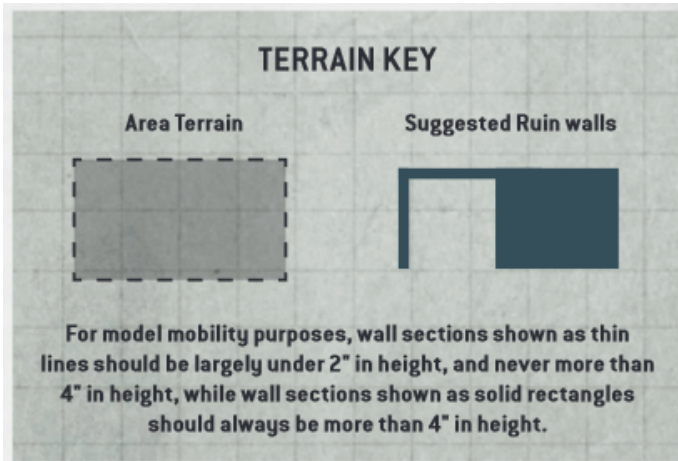 TERRAIN KEY
Area Terrain
Suggested Ruin walls
For model mobility purposes, wall sections shown as thin
lines should be largely under 2" in height, and never more than
4" in height, while wall sections shown as solid rectangles
should always be more than 4" in height.